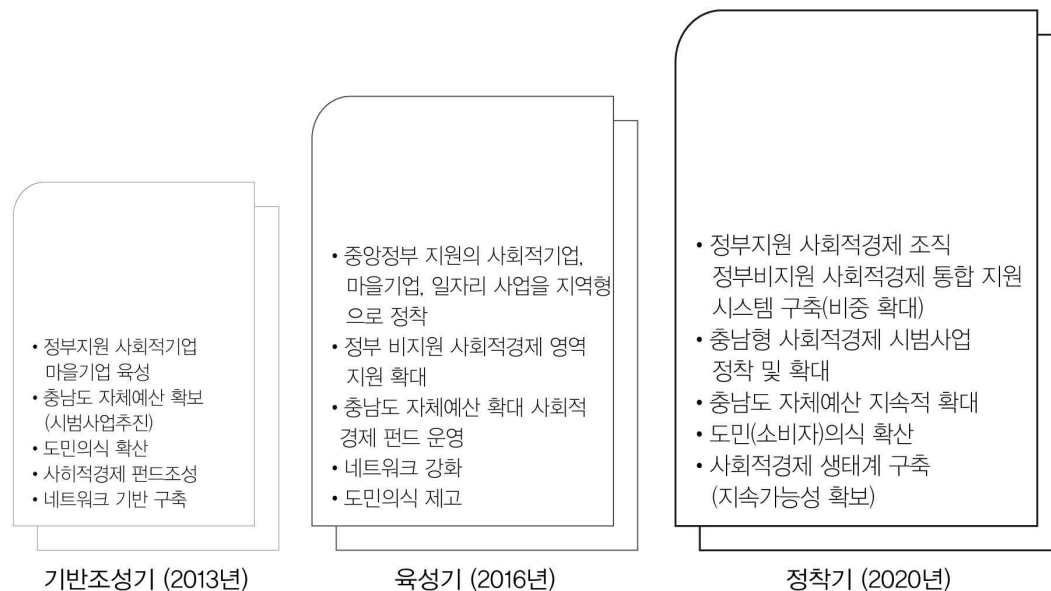 • 정부지원 사회적기업
마을기업 육성
• 충남도 자체예산 확보
(시범사업추진)
• 도민의식 확산
• 사히적경제 펀드조성
• 네트워크 기반 구축
기반조성기 (2013년)
• 중앙정부 지원의 사회적기업,
마을기업, 일자리 사업을 지역형
으로 정착
• 정부 비지원 사회적경제 영역
지원 확대
• 충남도 자체예산 확대 사회적
경제 펀드 운영
• 네트워크 강화
• 도민의식 제고
육성기 (2016년)
• 정부지원 사회적경제 조직
정부비지원 사회적경제 통합 지원
시스템 구축(비중 확대)
• 충남형 사회적경제 시범사업
정착 및 확대
• 충남도 자체예산 지속적 확대
• 도민(소비자)의식 확산
• 사회적경제 생태계 구축
(지속가능성 확보)
정착기 (2020년)